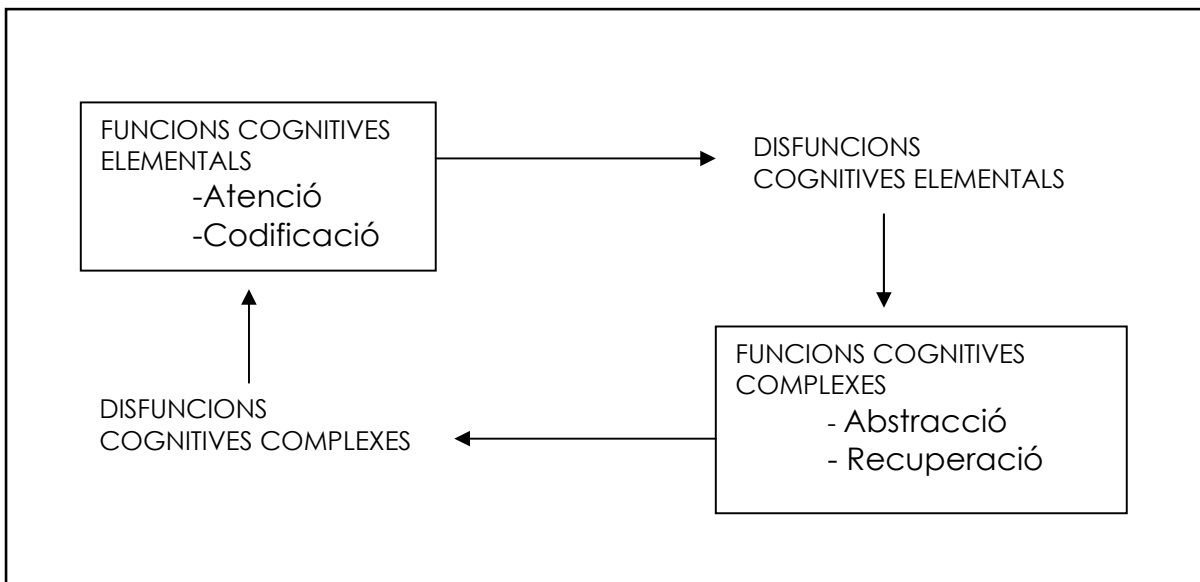 FUNCIONS COGNITIVES
ELEMENTALS
-Atenció
-Codificació
DISFUNCIONS
COGNITIVES ELEMENTALS
FUNCIONS COGNITIVES
COMPLEXES
- Abstracció
- Recuperació
DISFUNCIONS
COGNITIVES COMPLEXES